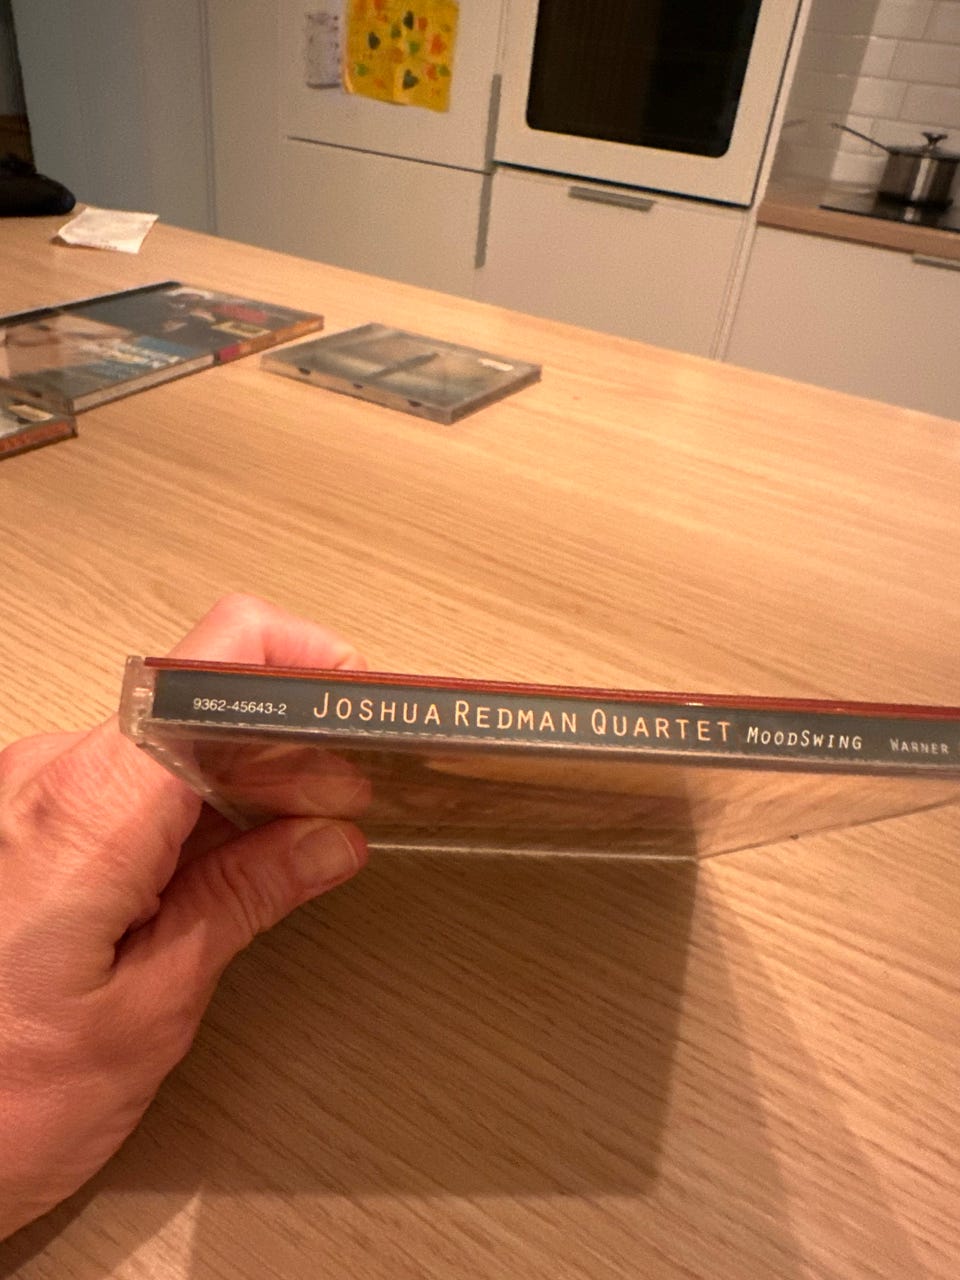 9362-45643-2 JOSHUA REDMAN QUARTET MOODSWING WARNER